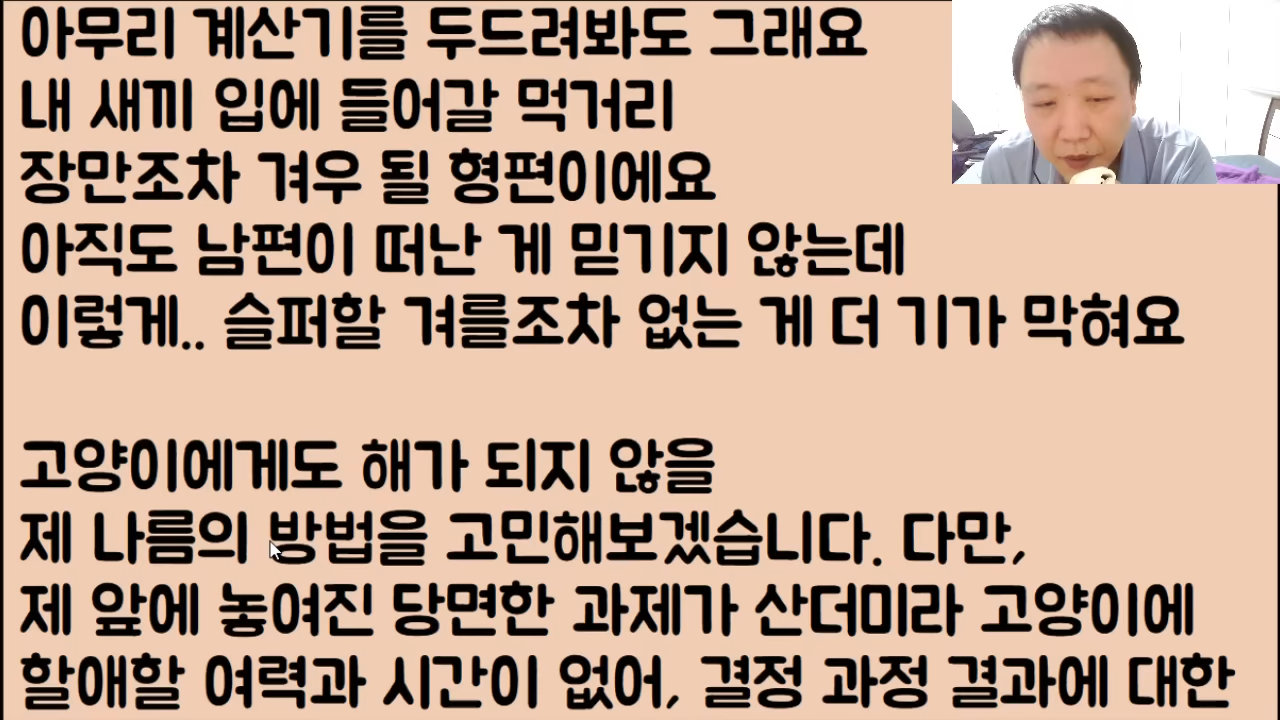 아무리 계산기를 두드려봐도 그래요
내 새끼 입에 들어갈 먹거리
장만조차 겨우 될 형편이에요
아직도 남편이 떠난 게 믿기지 않는데
이렇게.. 슬퍼할 겨를조차 없는 게 더 기가 막혀요
고양이에게도 해가 되지 않을
제 나름의 방법을 고민해보겠습니다. 다만,
제 앞에 놓여진 당면한 과제가 산더미라 고양이에
할애할 여력과 시간이 없어, 결정 과정 결과에 대한